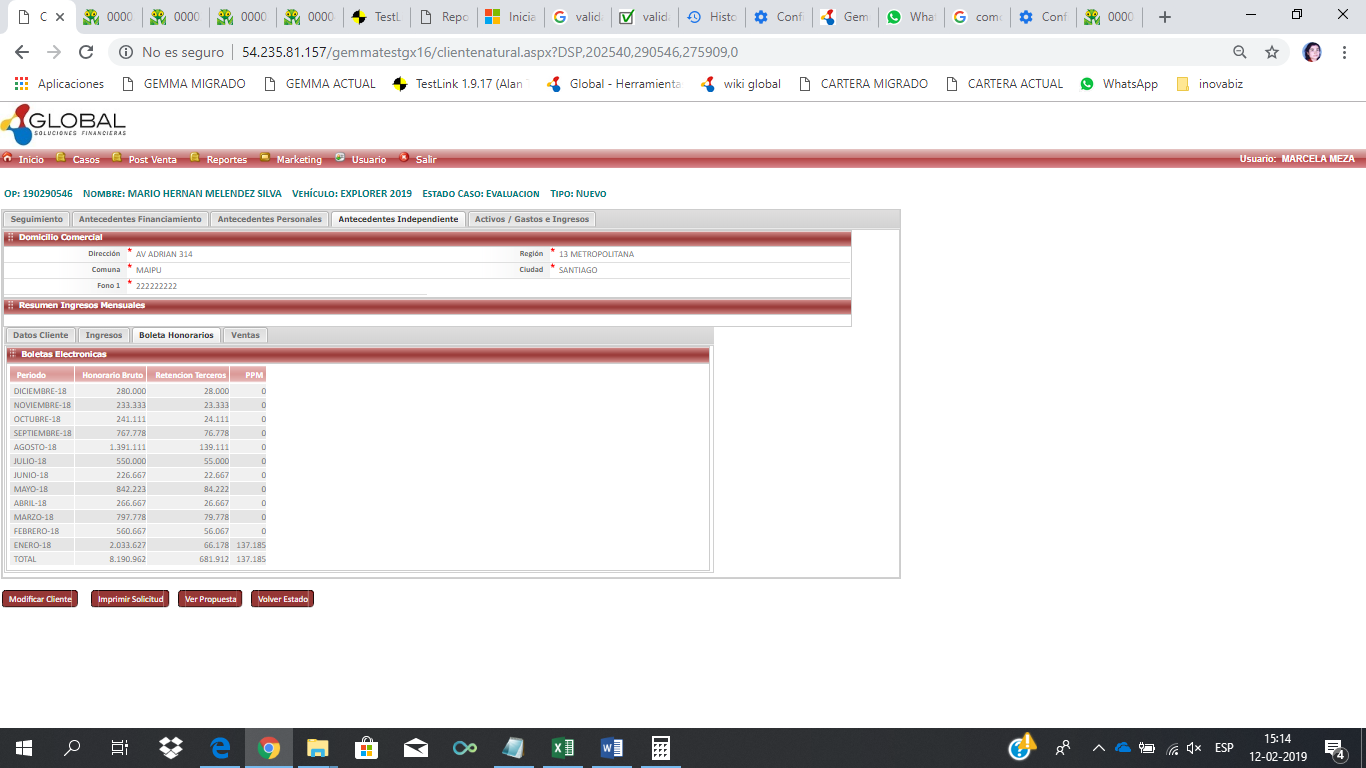 C 0000 0000 0000 0000 TestL Repo Inicia valida valida Histo Confi Gem What com Conf 0000
No es seguro 54.235.81.157/gemmatestgx16/clientenatural.aspx?DSP,202540,290546,275909,0
Aplicaciones GEMMA MIGRADO GEMMA ACTUAL TestLink 1.9.17 (Alan Global - Herramienta wiki global CARTERA MIGRADO CARTERA ACTUAL WhatsApp inovabiz
GLOBAL
SOLUCIONES FINANCIERAS
Inicio Casos Post Venta Reportes Marketing Usuario Salir Usuario: MARCELA MEZA
OP: 190290546 NOMBRE: MARIO HERNAN MELENDEZ SILVA VEHÍCULO: EXPLORER 2019 ESTADO CASO: EVALUACION TIPO: NUEVO
Seguimiento Antecedentes Financiamiento Antecedentes Personales Antecedentes Independiente Activos / Gastos e Ingresos
Domicilio Comercial
Dirección * AV ADRIAN 314 Región * 13 METROPOLITANA
Comuna * MAIPU Ciudad * SANTIAGO
Fono 1 * 222222222
Resumen Ingresos Mensuales
Datos Cliente Ingresos Boleta Honorarios Ventas
Boletas Electronicas
Periodo Honorario Bruto Retencion Terceros PPM
DICIEMBRE-18 280.000 28.000 0
NOVIEMBRE-18 233.333 23.333 0
OCTUBRE-18 241.111 24.111 0
SEPTIEMBRE-18 767.778 76.778 0
AGOSTO-18 1.391.111 139.111 0
JULIO-18 550.000 55.000 0
JUNIO-18 226.667 22.667 0
MAYO-18 842.223 84.222 0
ABRIL-18 266.667 26.667 0
MARZO-18 797.778 79.778 0
FEBRERO-18 560.667 56.067 0
ENERO-18 2.033.627 66.178 137.185
TOTAL 8.190.962 681.912 137.185
Modificar Cliente Imprimir Solicitud Ver Propuesta Volver Estado
ESP 15:14
12-02-2019 4